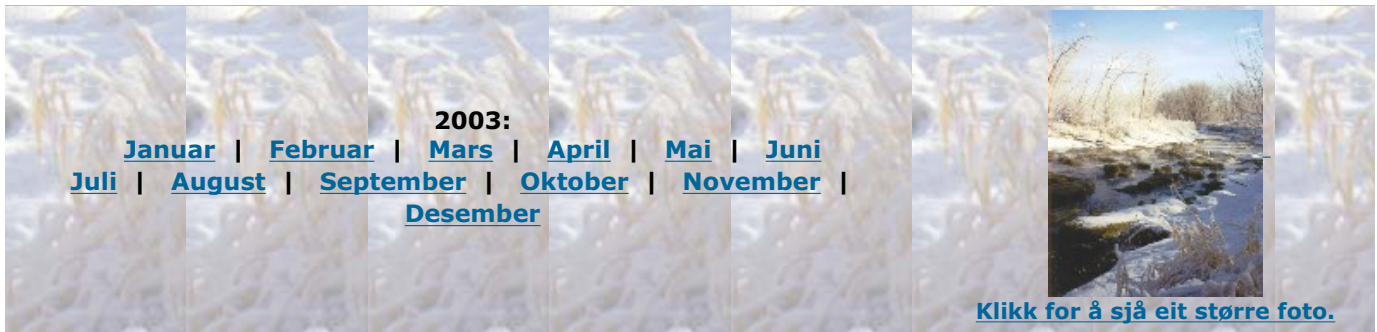 2003:
Januar | Februar | Mars | April | Mai | Juni
Juli | August | September | Oktober | November |
Desember
Klikk for å sjå eit større foto.